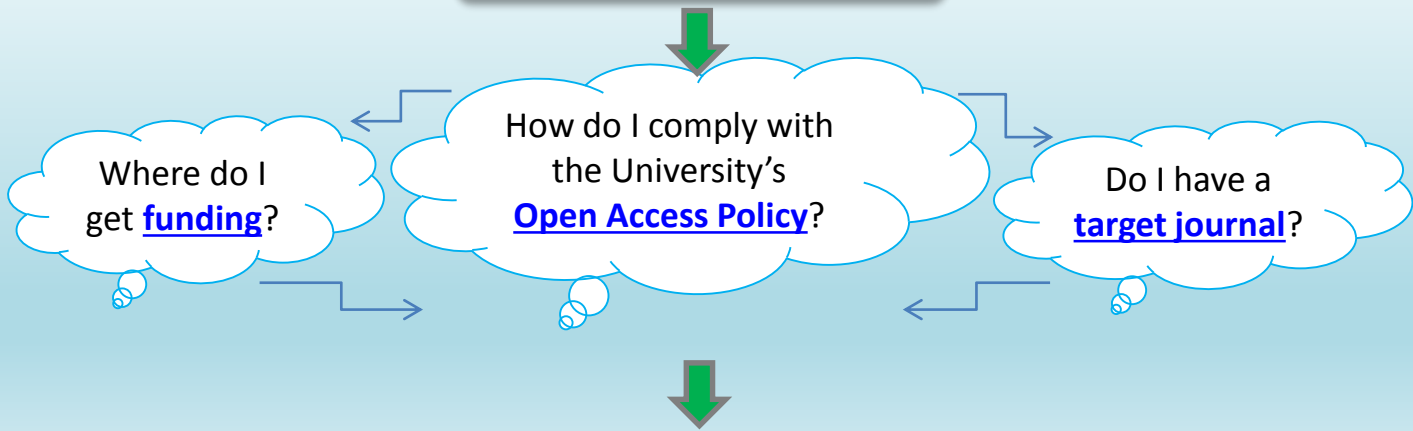 Where do I
get funding?
How do I comply with
the University’s
Open Access Policy?
Do I have a
target journal?